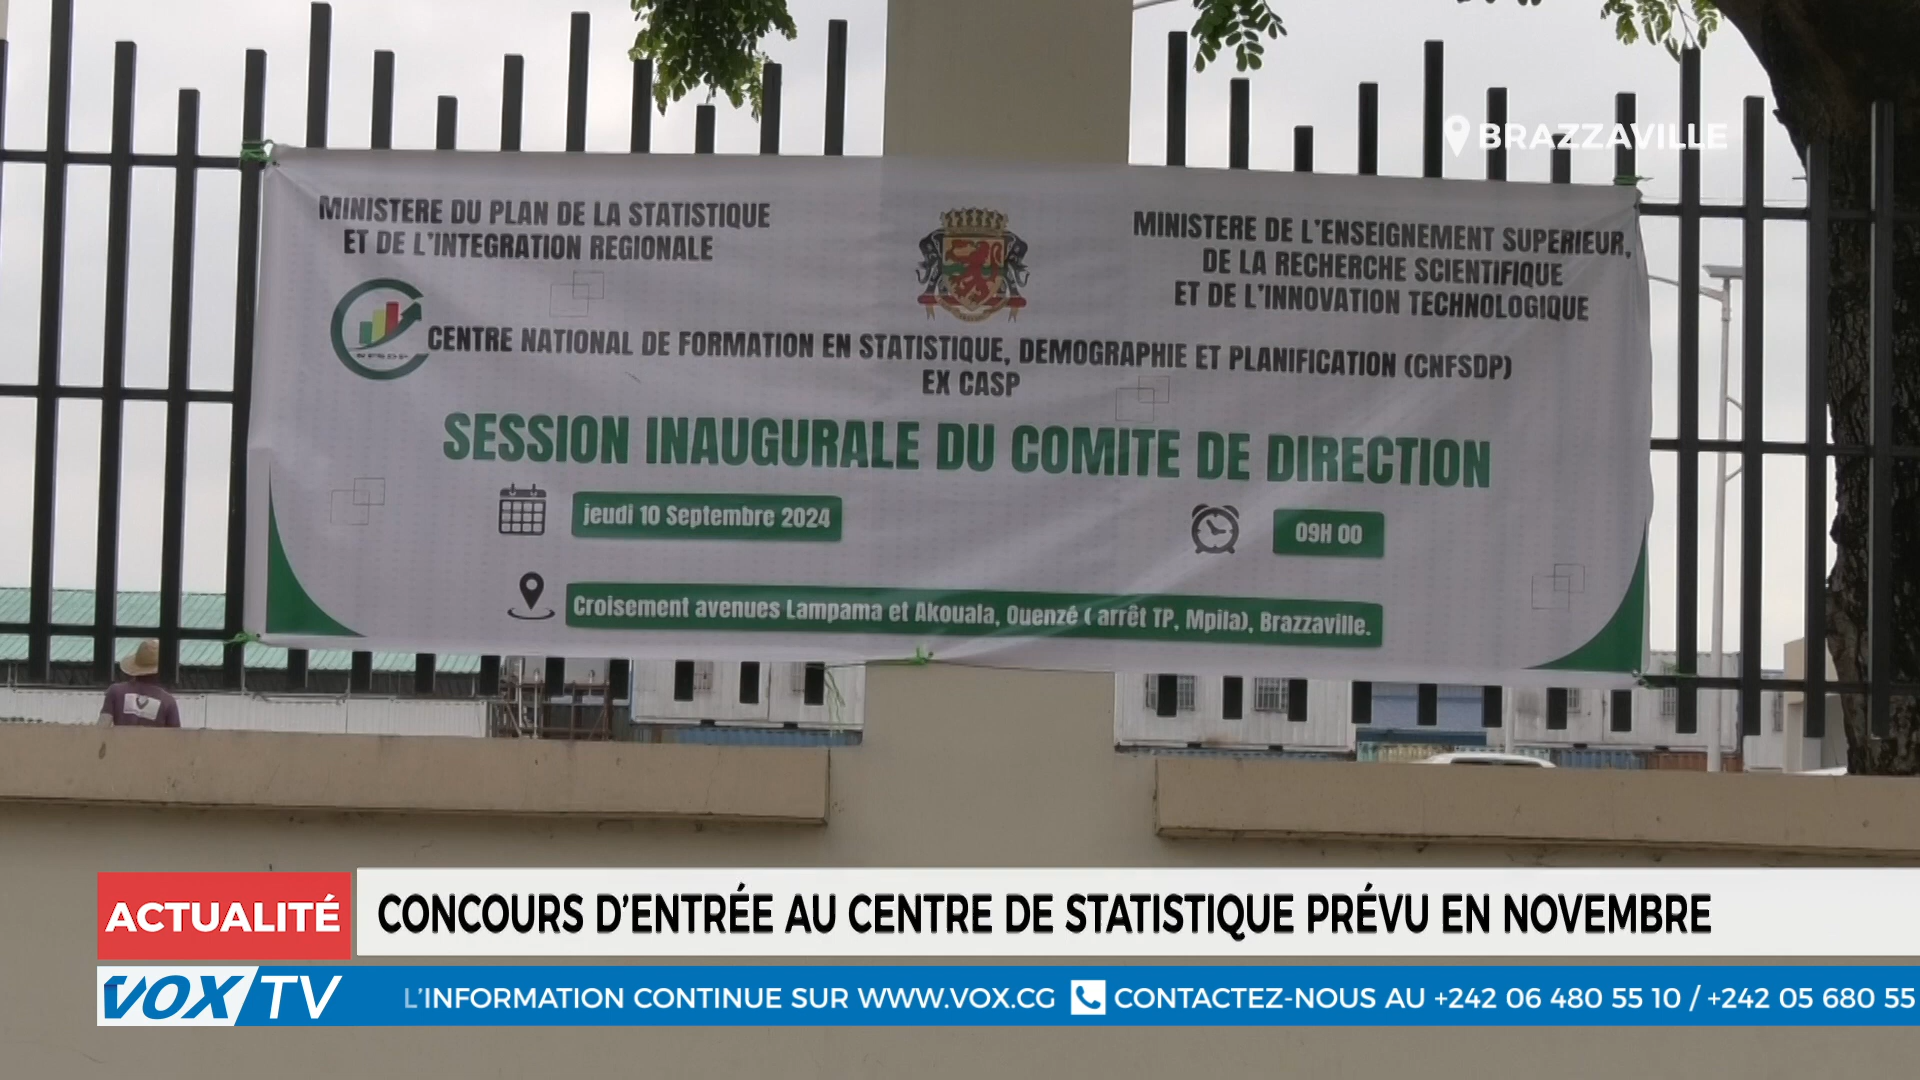 BRAZZAVILLE
MINISTERE DU PLAN DE LA STATISTIQUE
ET DE L'INTEGRATION REGIONALE
MINISTERE DE L'ENSEIGNEMENT SUPERIEUR,
DE LA RECHERCHE SCIENTIFIQUE
ET DE L'INNOVATION TECHNOLOGIQUE
CENTRE NATIONAL DE FORMATION EN STATISTIQUE, DEMOGRAPHIE ET PLANIFICATION (CNFSDP)
EX CASP
SESSION INAUGURALE DU COMITE DE DIRECTION
jeudi 10 Septembre 2024
09H 00
Croisement avenues Lampama et Akouala, Ouenzé ( arrêt TP, Mpila), Brazzaville.
ACTUALITÉ
CONCOURS D'ENTRÉE AU CENTRE DE STATISTIQUE PRÉVU EN NOVEMBRE
VOX TV
L'INFORMATION CONTINUE SUR WWW.VOX.CG CONTACTEZ-NOUS AU +242 06 480 55 10 / +242 05 680 55